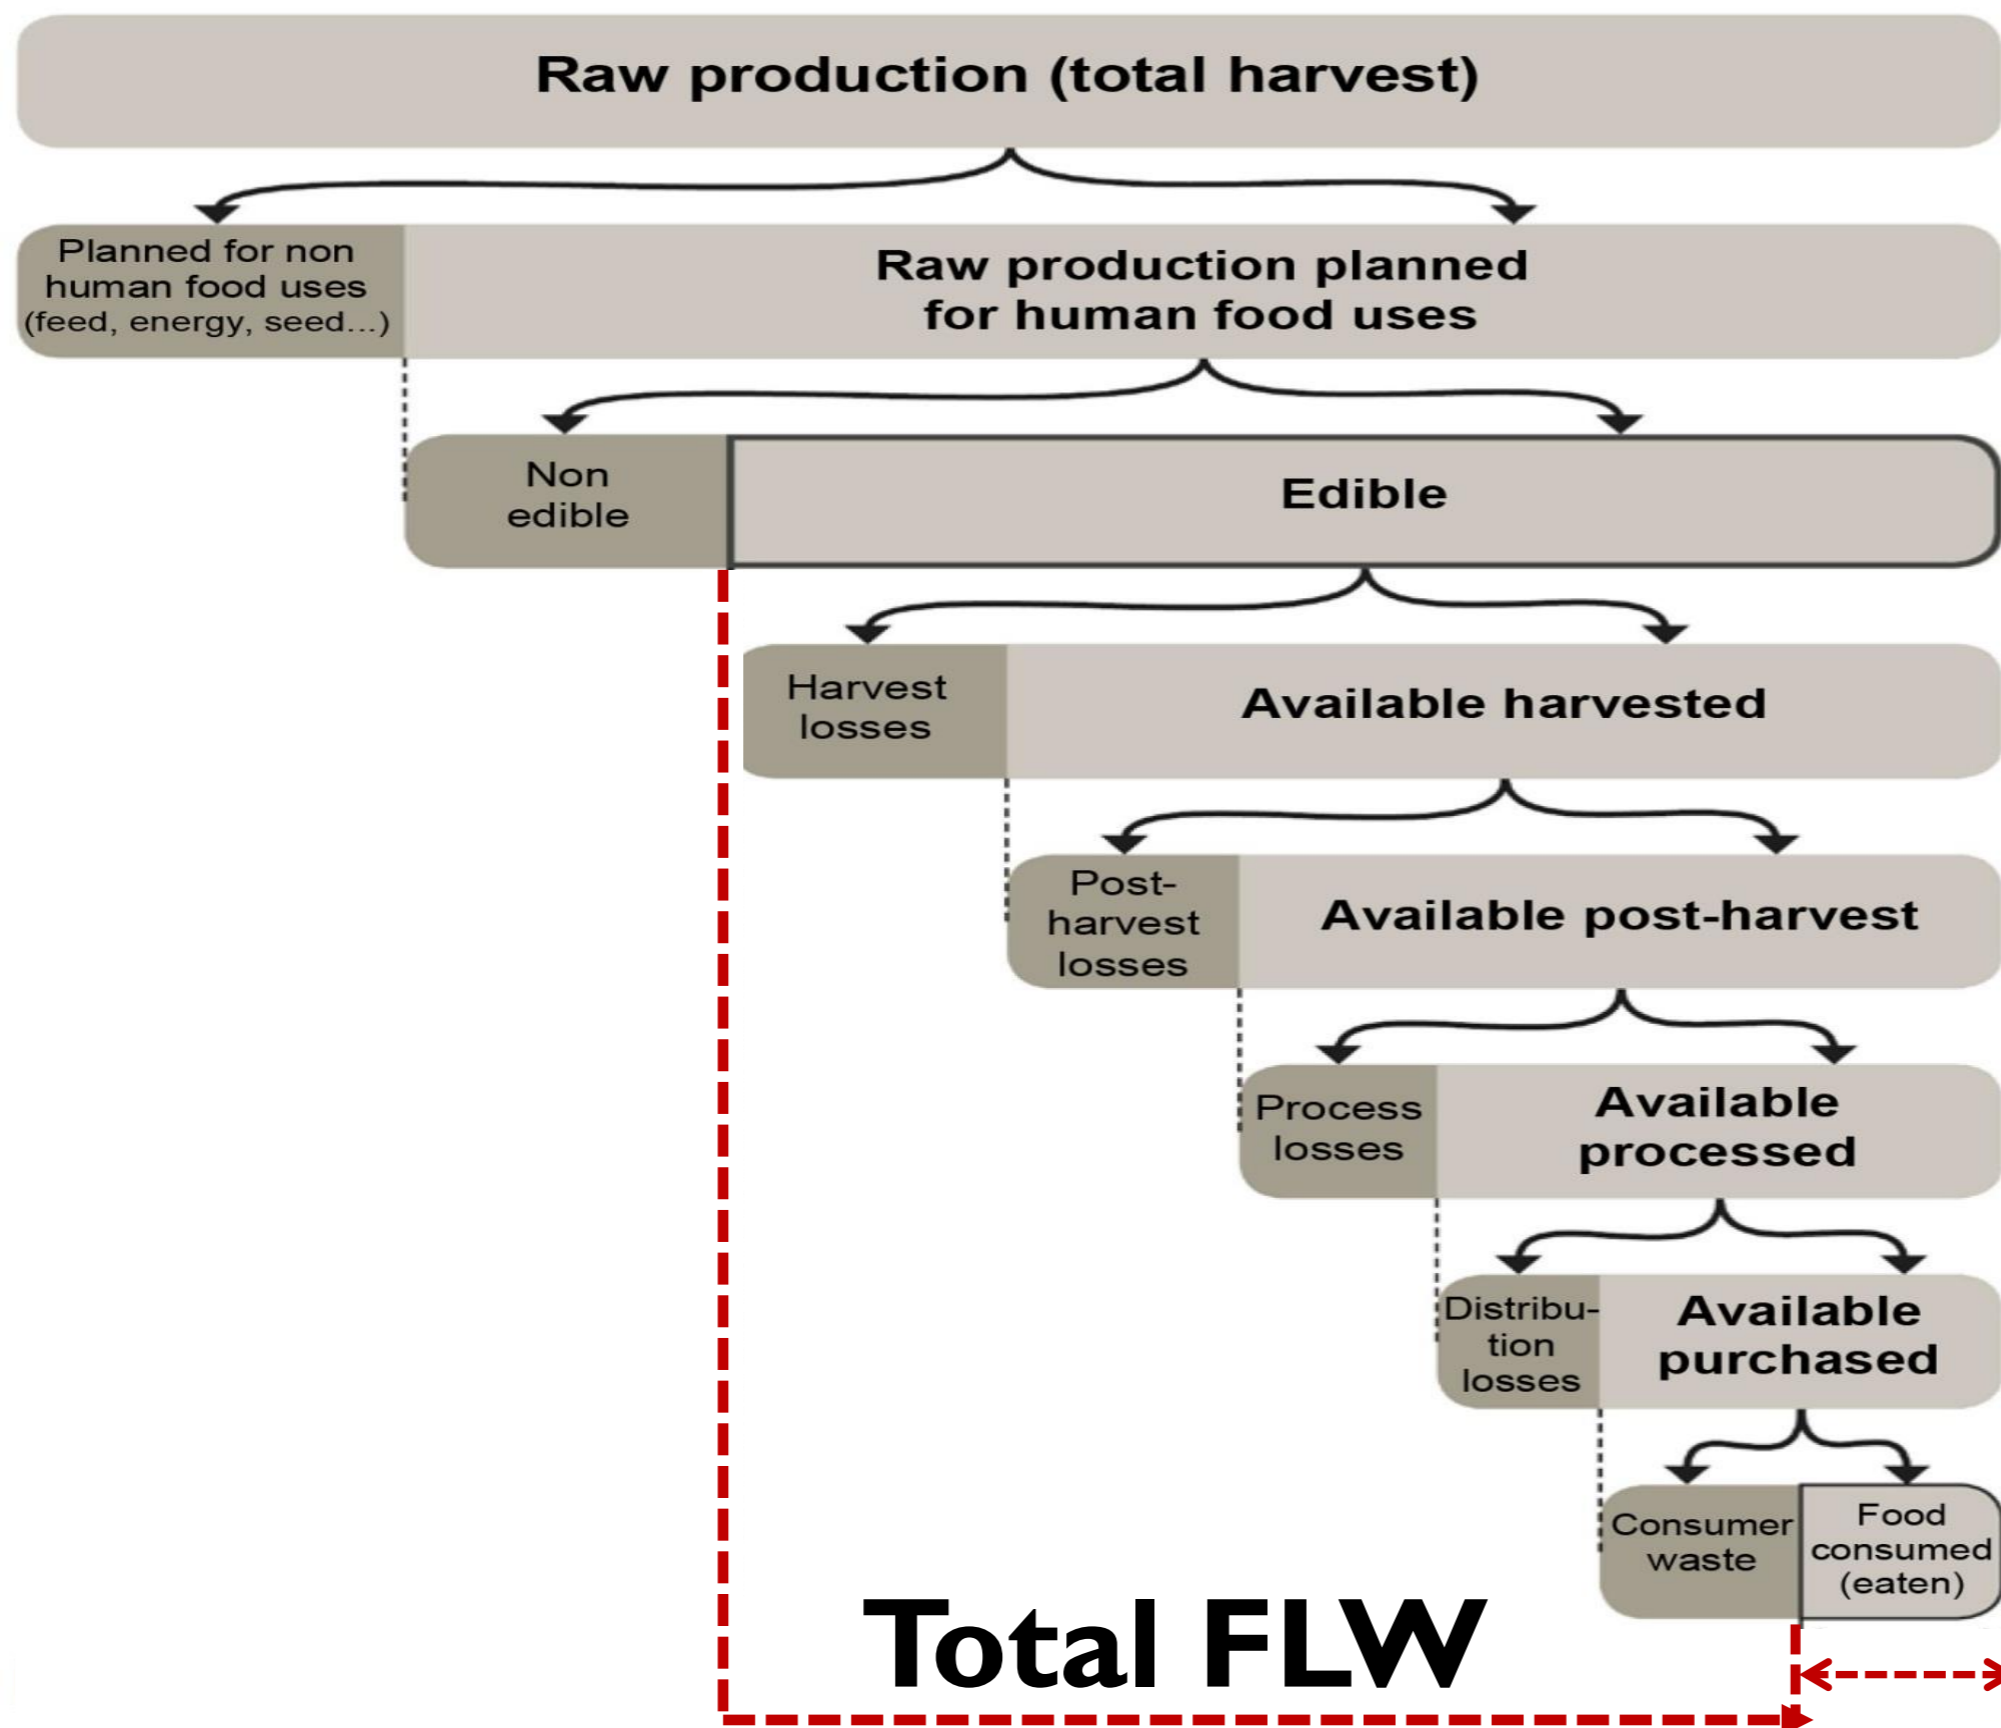 Raw production (total harvest)
Planned for non
human food uses
(feed, energy, seed...)
Raw production planned
for human food uses
Non
edible
Edible
Harvest
losses
Available harvested
Post-
harvest
losses
Available post-harvest
Process
losses
Available
processed
Distribu-
tion
losses
Available
purchased
Consumer
waste
Food
consumed
(eaten)
Total FLW